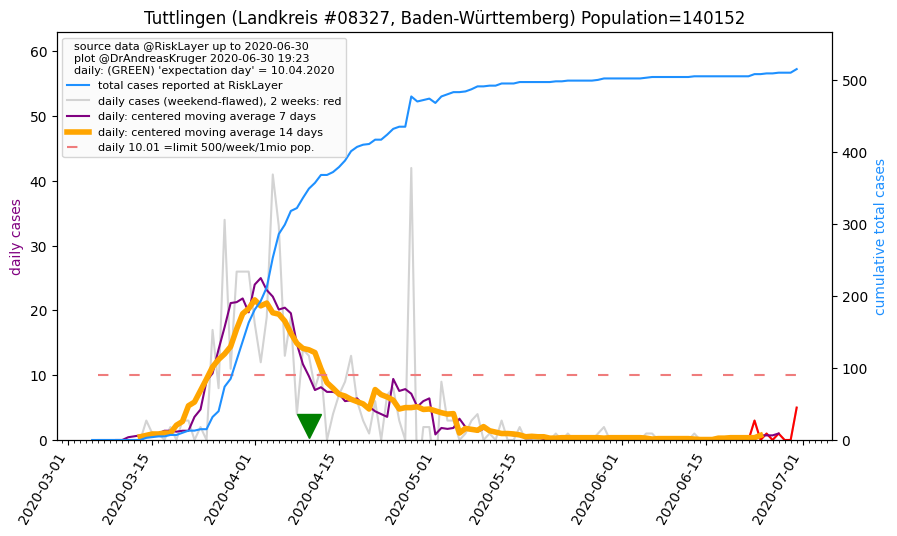 Tuttlingen (Landkreis #08327, Baden-Württemberg) Population=140152
source data @RiskLayer up to 2020-06-30
plot @DrAndreasKruger 2020-06-30 19:23
daily: (GREEN) 'expectation day' = 10.04.2020
total cases reported at RiskLayer
daily cases (weekend-flawed), 2 weeks: red
daily: centered moving average 7 days
daily: centered moving average 14 days
daily 10.01 =limit 500/week/1mio pop.
daily cases
60
50
40
30
20
10
0
cumulative total cases
500
400
300
200
100
0
2020-03-01
2020-03-15
2020-04-01
2020-04-15
2020-05-01
2020-05-15
2020-06-01
2020-06-15
2020-07-01